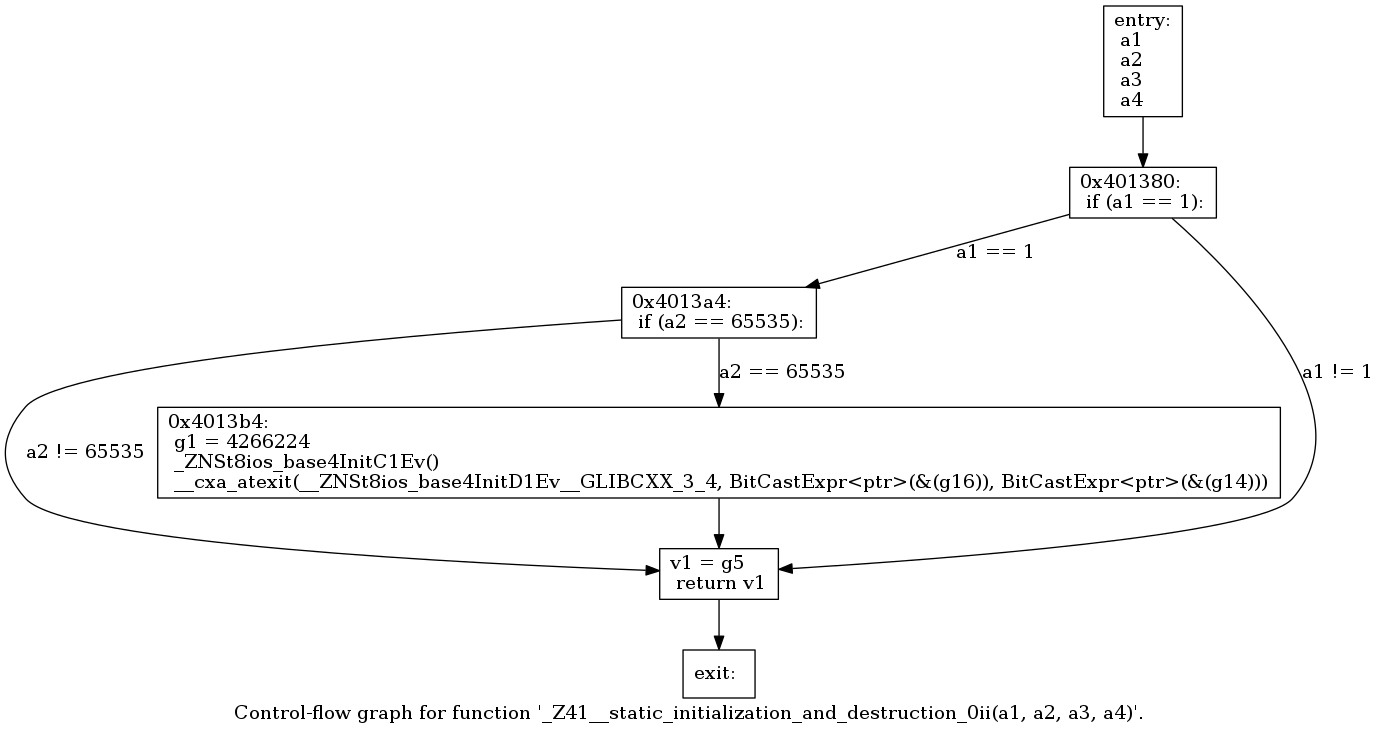 entry:
a1
a2
a3
a4
0x401380:
if (a1 == 1):
a1 == 1
0x4013a4:
if (a2 == 65535):
a2 == 65535
a1 != 1
0x4013b4:
g1 = 4266224
_ZNSt8ios_base4InitC1Ev()
__cxa_atexit(__ZNSt8ios_base4InitD1Ev__GLIBCXX_3_4, BitCastExpr<ptr>(&(g16)), BitCastExpr<ptr>(&(g14)))
a2 != 65535
v1 = g5
return v1
exit:
Control-flow graph for function '_Z41__static_initialization_and_destruction_0ii(a1, a2, a3, a4)'.